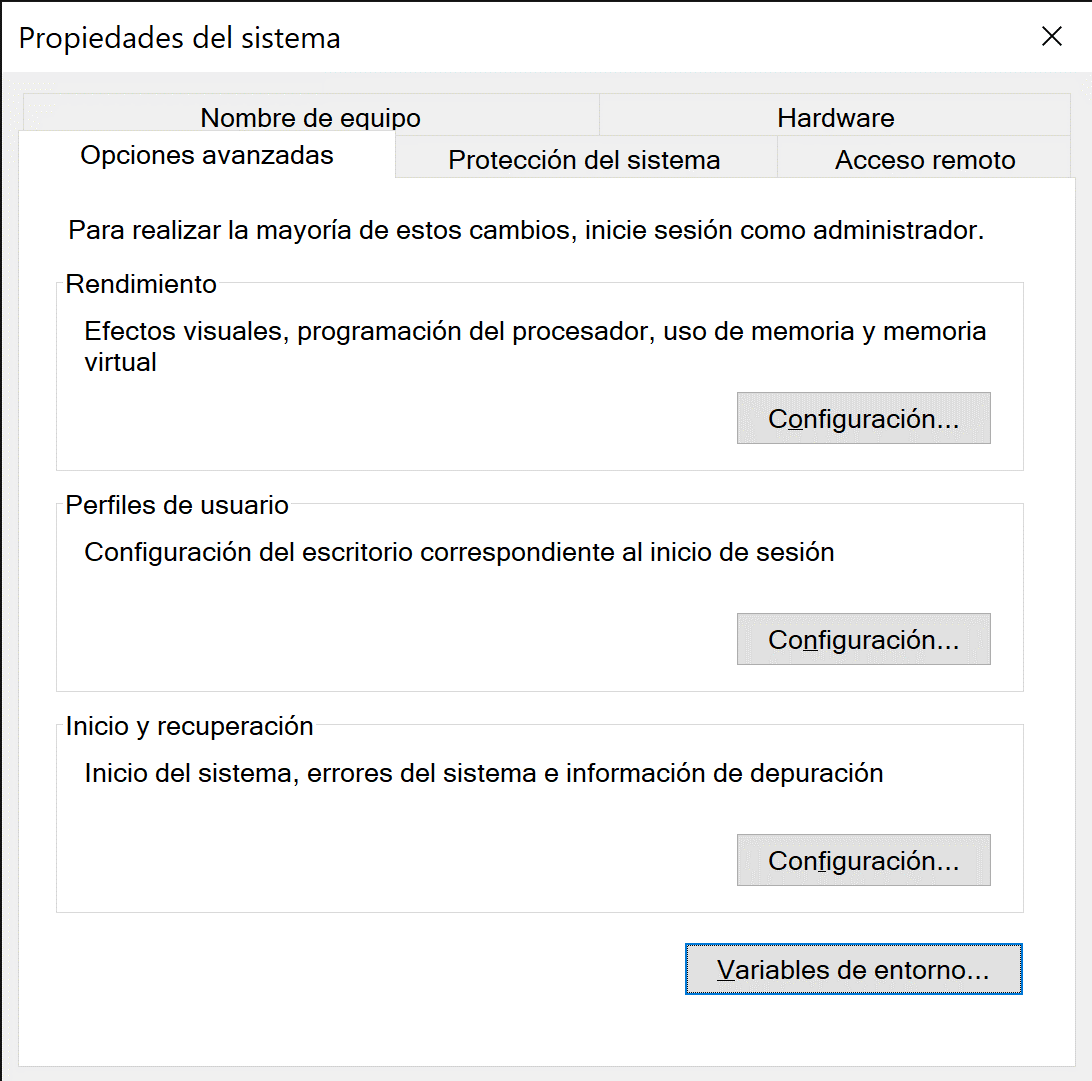 Propiedades del sistema
Nombre de equipo
Hardware
Opciones avanzadas
Protección del sistema
Acceso remoto
Para realizar la mayoría de estos cambios, inicie sesión como administrador.
Rendimiento
Efectos visuales, programación del procesador, uso de memoria y memoria
virtual
Configuración...
Perfiles de usuario
Configuración del escritorio correspondiente al inicio de sesión
Configuración...
Inicio y recuperación
Inicio del sistema, errores del sistema e información de depuración
Configuración...
Variables de entorno...